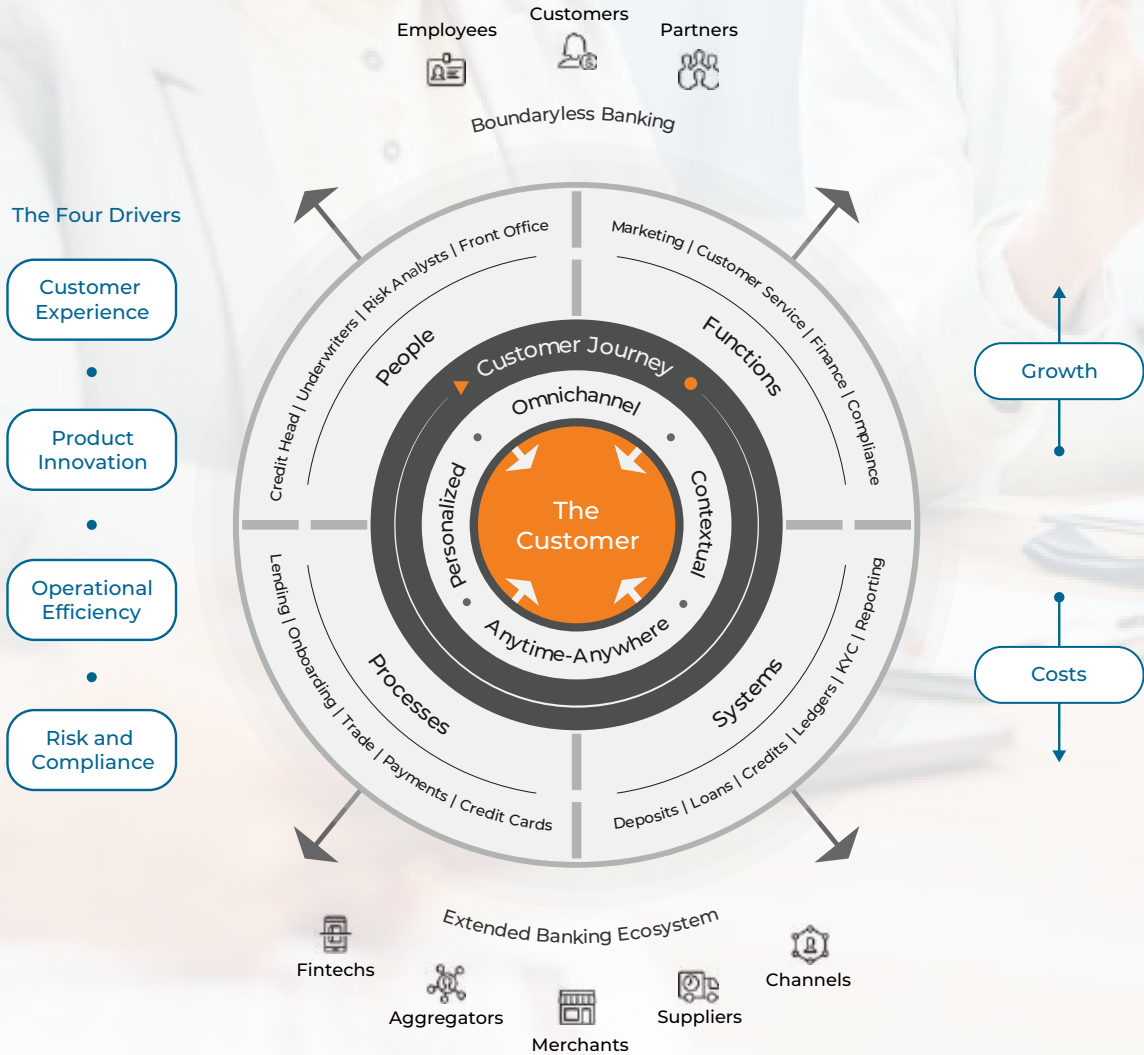 Employees
Customers
Partners
Boundaryless Banking
The Four Drivers
Customer
Experience
Product
Innovation
Operational
Efficiency
Risk and
Compliance
Credit Head | Underwriters | Risk Analysts | Front Office
People
Marketing | Customer Service | Finance | Compliance
Functions
Customer Journey
Omnichannel
Personalized
Contextual
Anytime-Anywhere
The
Customer
Processes
Lending | Onboarding | Trade | Payments | Credit Cards
Systems
Deposits | Loans | Credits | Ledgers | KYC | Reporting
Growth
Costs
Extended Banking Ecosystem
Fintechs
Aggregators
Merchants
Suppliers
Channels